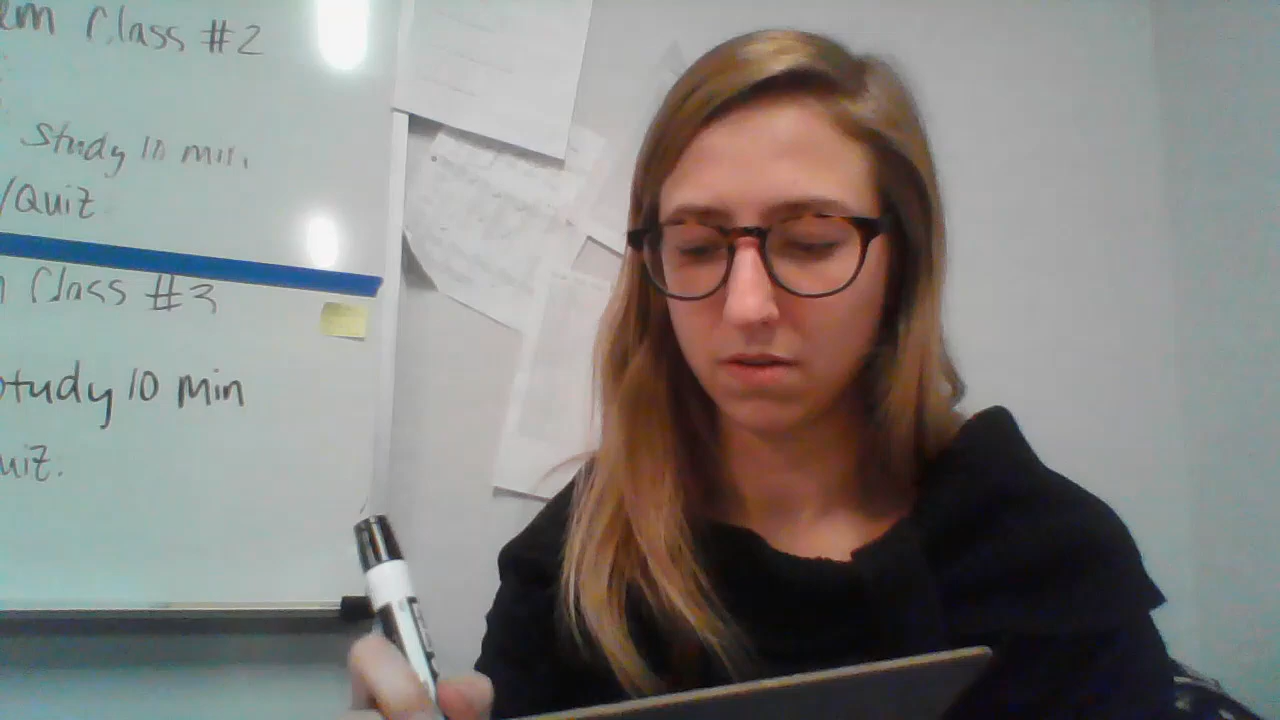 em Class #2
Study 10 min.
/Quiz
n Class #3
study 10 Min
uiz.